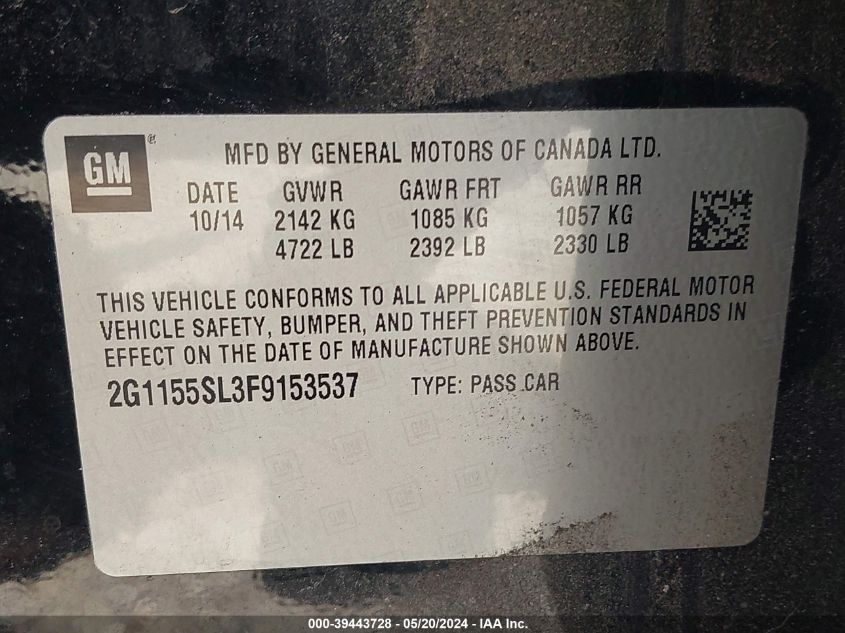 GM®
MFD BY GENERAL MOTORS OF CANADA LTD.
DATE GVWR GAWR FRT GAWR RR
10/14 2142 KG 1085 KG 1057 KG
4722 LB 2392 LB 2330 LB
THIS VEHICLE CONFORMS TO ALL APPLICABLE U.S. FEDERAL MOTOR
VEHICLE SAFETY, BUMPER, AND THEFT PREVENTION STANDARDS IN
EFFECT ON THE DATE OF MANUFACTURE SHOWN ABOVE.
2G1155SL3F9153537 TYPE: PASS CAR
000-39443728 - 05/20/2024 - IAA Inc.